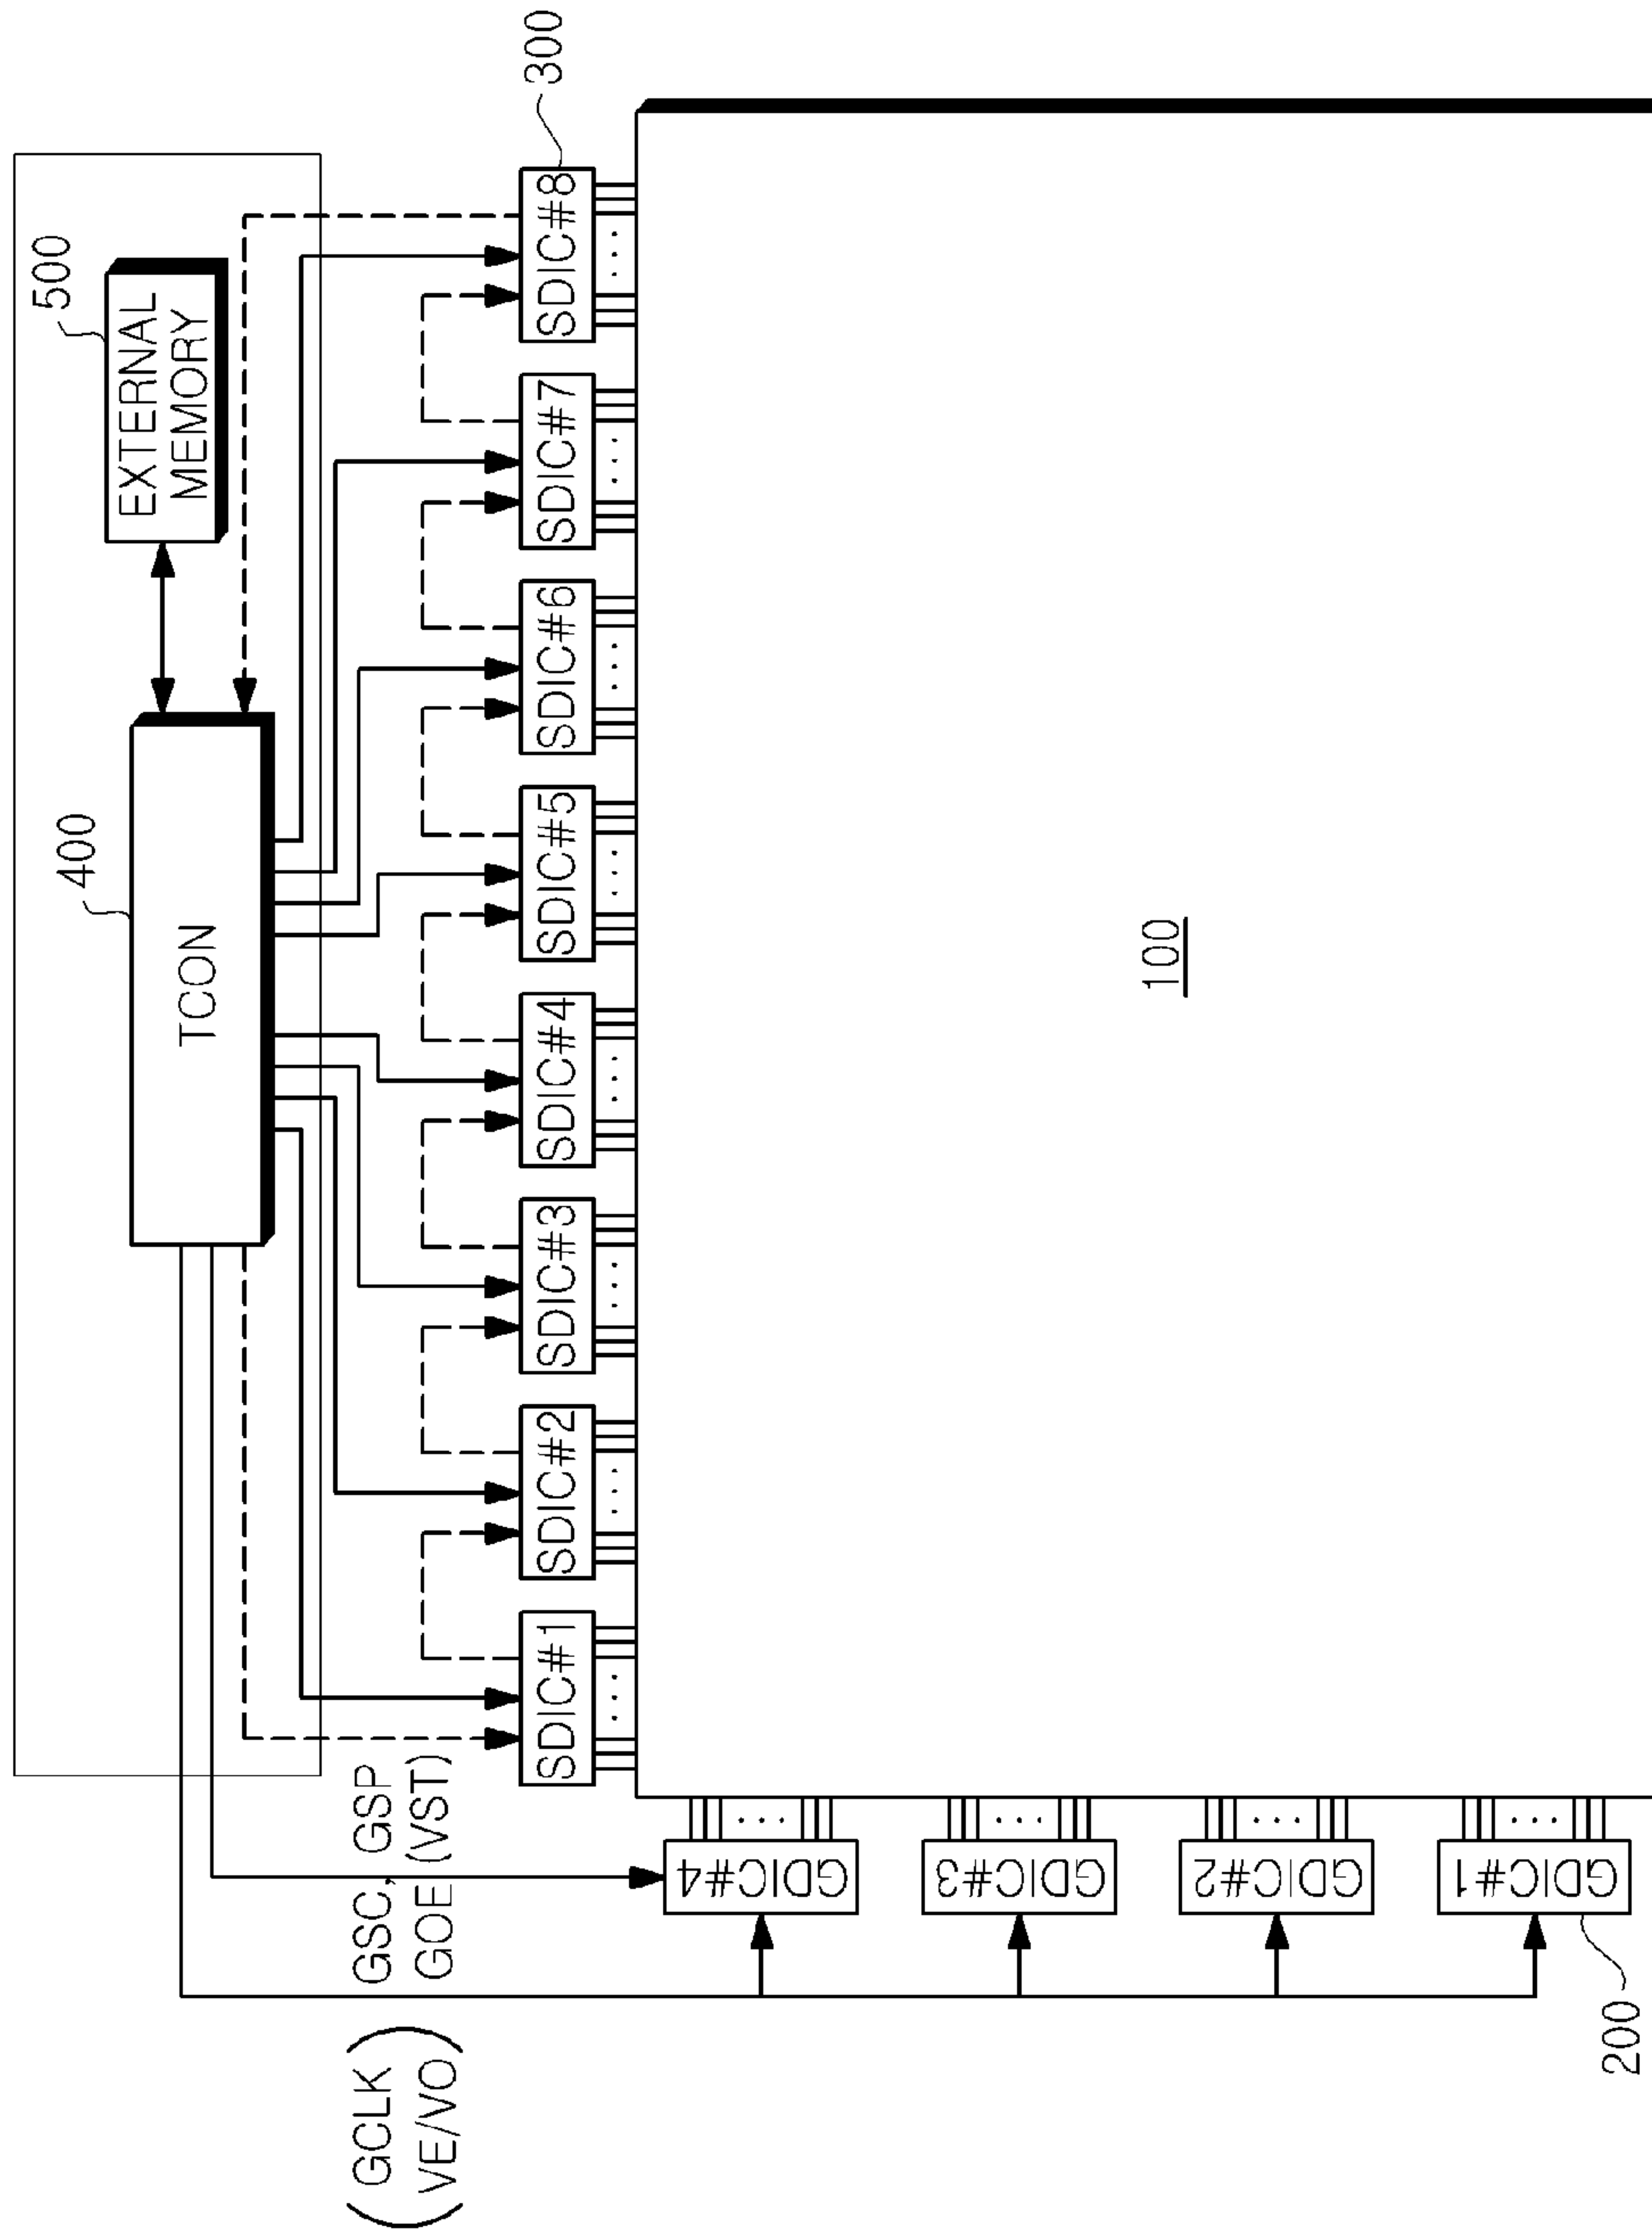 500
400
EXTERNAL
MEMORY
TCON
300
(GCLK
VE/VO)
GSC, GSP
GOE (VST)
SDIC#1
SDIC#2
SDIC#3
SDIC#4
SDIC#5
SDIC#6
SDIC#7
SDIC#8
GDIC#4
GDIC#3
GDIC#2
GDIC#1
100
200